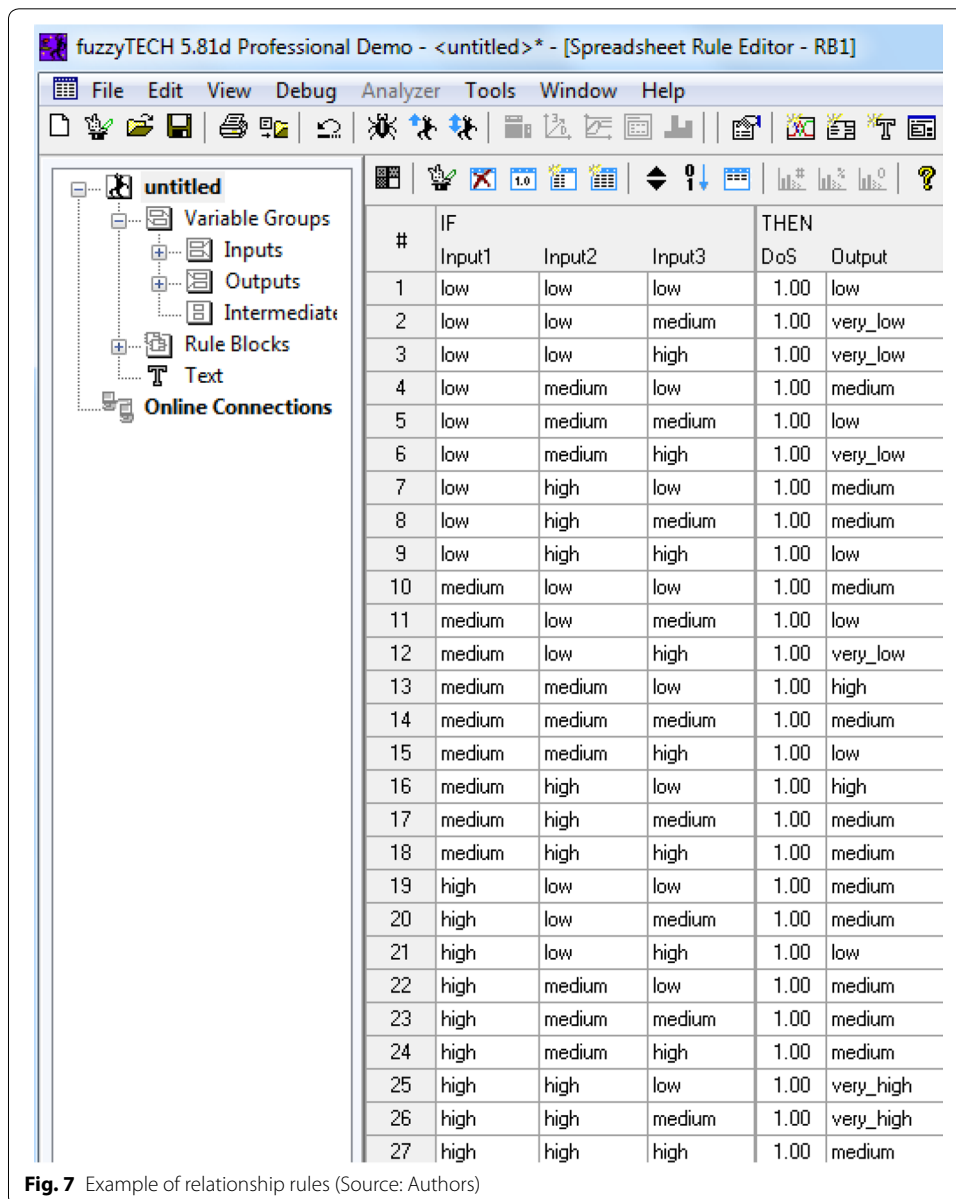 fuzzyTECH 5.81d Professional Demo - <untitled>* - [Spreadsheet Rule Editor - RB1]
File Edit View Debug Analyzer Tools Window Help
untitled
Variable Groups
Inputs
Outputs
Intermediate
Rule Blocks
Text
Online Connections
# IF THEN
Input1 Input2 Input3 DoS Output
1 low low low 1.00 low
2 low low medium 1.00 very_low
3 low low high 1.00 very_low
4 low medium low 1.00 medium
5 low medium medium 1.00 low
6 low medium high 1.00 very_low
7 low high low 1.00 medium
8 low high medium 1.00 medium
9 low high high 1.00 low
10 medium low low 1.00 medium
11 medium low medium 1.00 low
12 medium low high 1.00 very_low
13 medium medium low 1.00 high
14 medium medium medium 1.00 medium
15 medium medium high 1.00 low
16 medium high low 1.00 high
17 medium high medium 1.00 medium
18 medium high high 1.00 medium
19 high low low 1.00 medium
20 high low medium 1.00 medium
21 high low high 1.00 low
22 high medium low 1.00 medium
23 high medium medium 1.00 medium
24 high medium high 1.00 medium
25 high high low 1.00 very_high
26 high high medium 1.00 very_high
27 high high high 1.00 medium
Fig. 7 Example of relationship rules (Source: Authors)